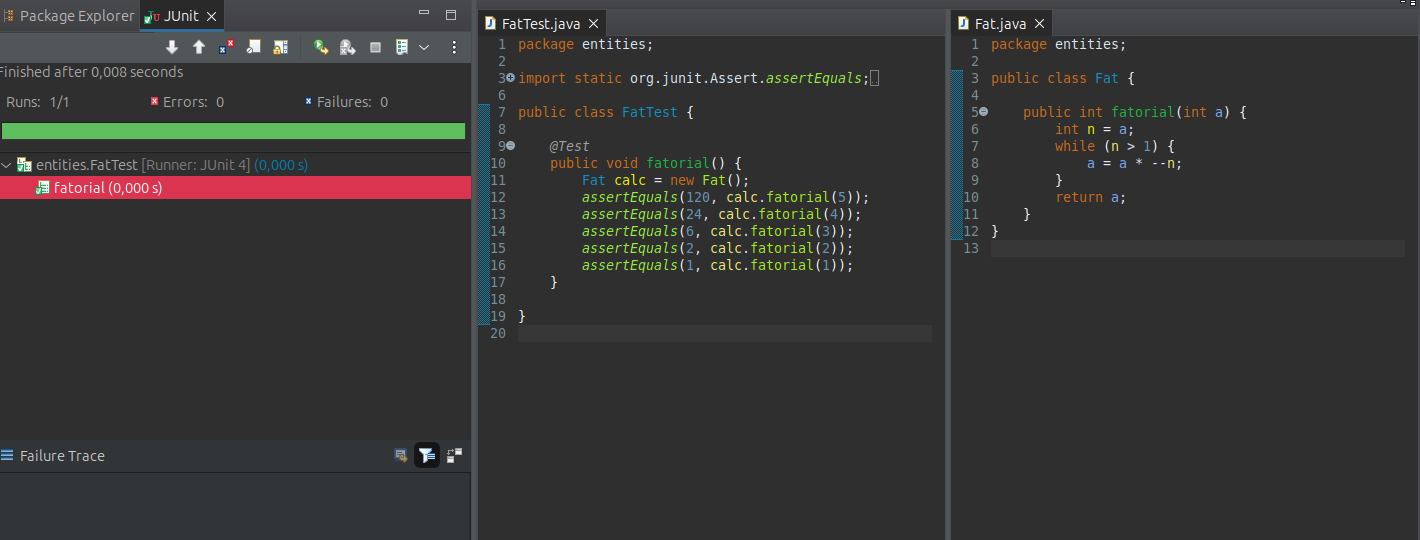 Package Explorer JUnit
Finished after 0,008 seconds
Runs: 1/1 Errors: 0 Failures: 0
entities.FatTest [Runner: JUnit 4] (0,000 s)
fatorial (0,000 s)
Failure Trace
FatTest.java
1 package entities;
2
3 import static org.junit.Assert.assertEquals;
6
7 public class FatTest {
8
9 @Test
10 public void fatorial() {
11 Fat calc = new Fat();
12 assertEquals(120, calc.fatorial(5));
13 assertEquals(24, calc.fatorial(4));
14 assertEquals(6, calc.fatorial(3));
15 assertEquals(2, calc.fatorial(2));
16 assertEquals(1, calc.fatorial(1));
17 }
18
19 }
20
Fat.java
1 package entities;
2
3 public class Fat {
4
5 public int fatorial(int a) {
6 int n = a;
7 while (n > 1) {
8 a = a * --n;
9 }
10 return a;
11 }
12 }
13